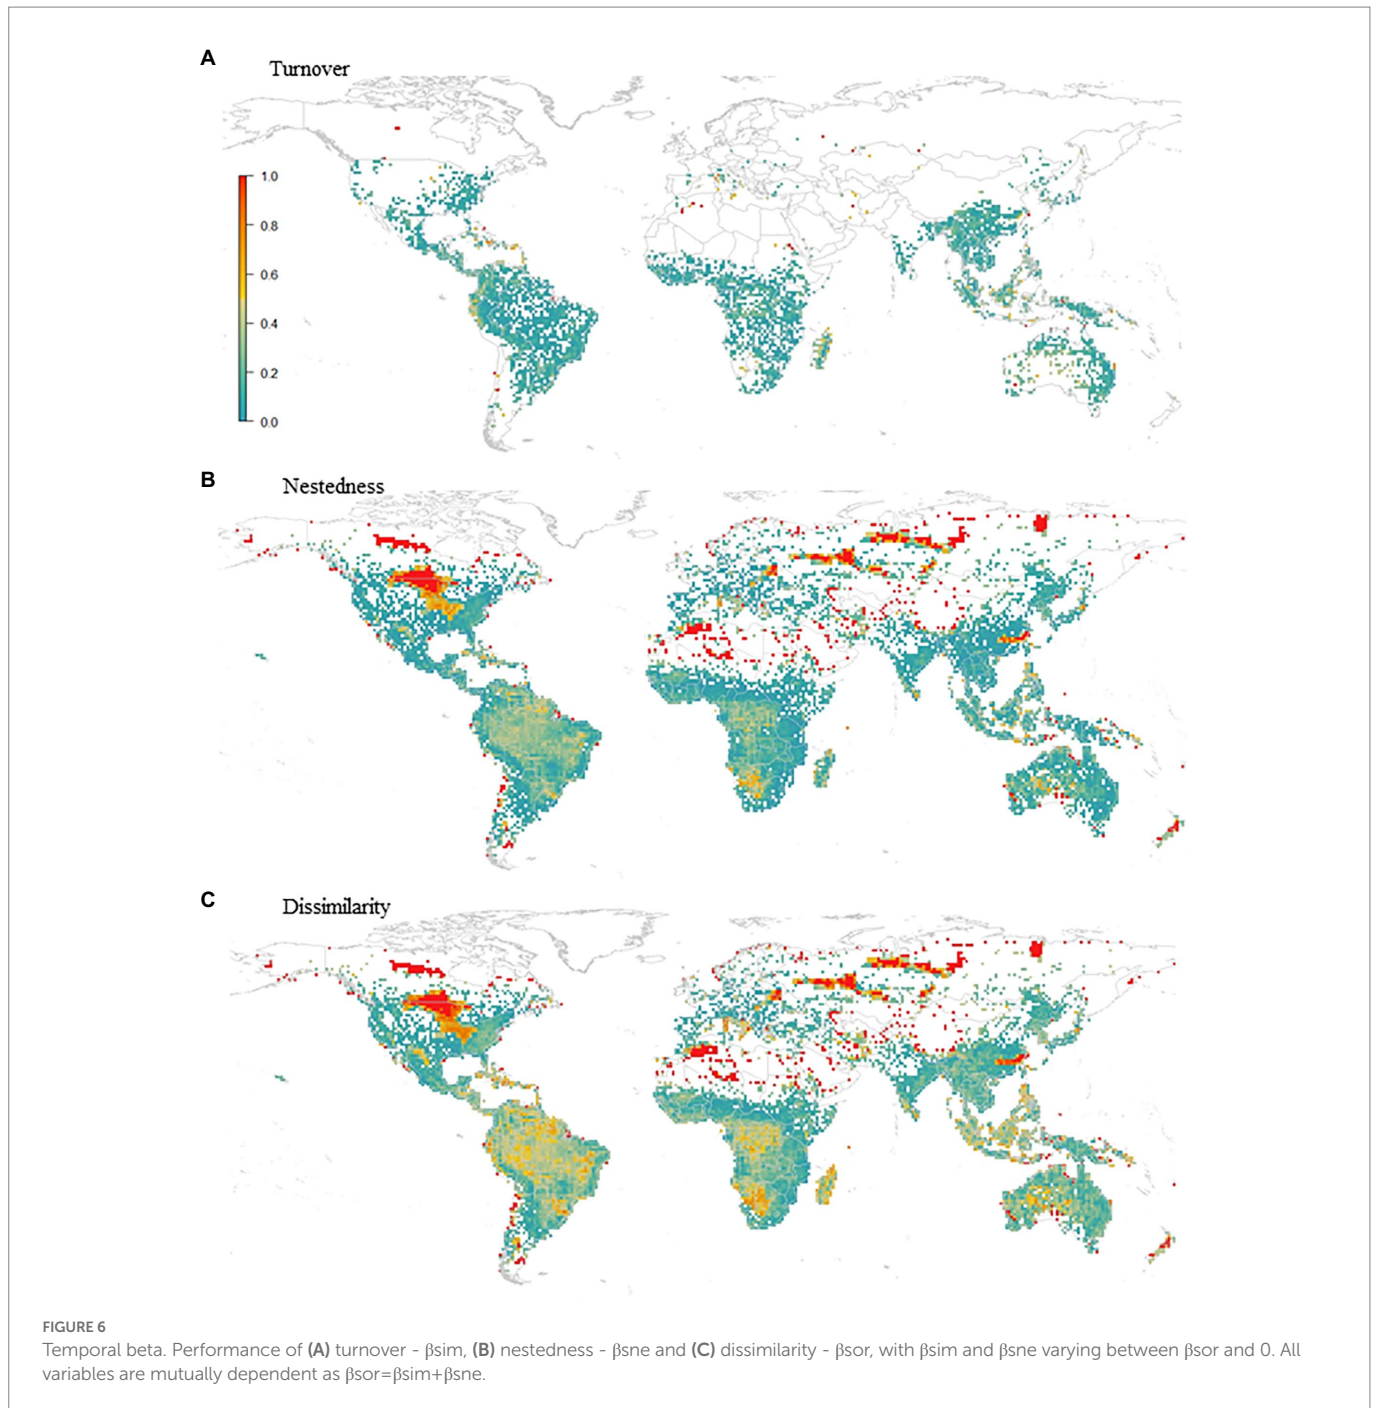 A
Turnover
1.0
0.8
0.6
0.4
0.2
0.0
B
Nestedness
C
Dissimilarity
FIGURE 6
Temporal beta. Performance of (A) turnover - βsim, (B) nestedness - βsne and (C) dissimilarity - βsor, with βsim and βsne varying between βsor and 0. All
variables are mutually dependent as βsor=βsim+βsne.